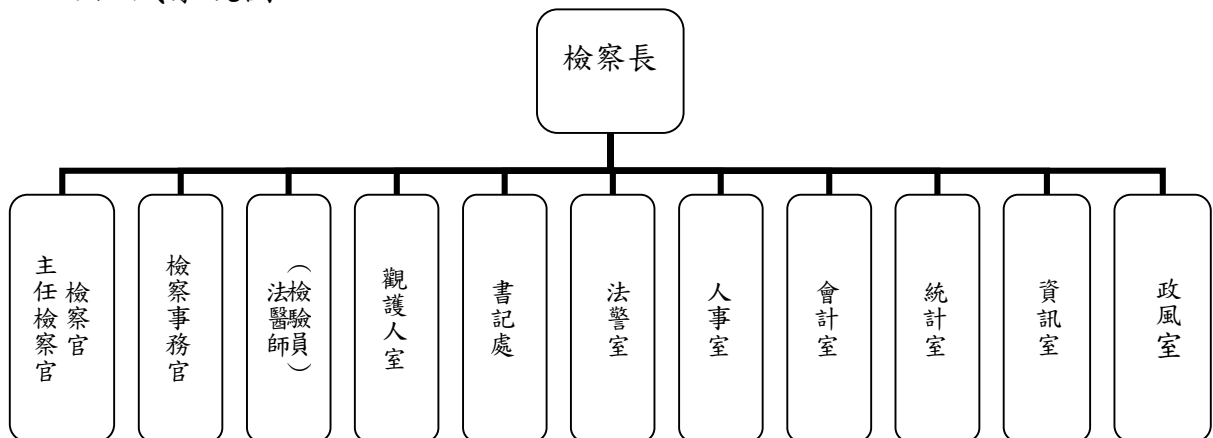 檢察長
檢察官
主任檢察官
檢察事務官
(檢驗員)
法醫師
觀護人室
書記處
法警室
人事室
會計室
統計室
資訊室
政風室